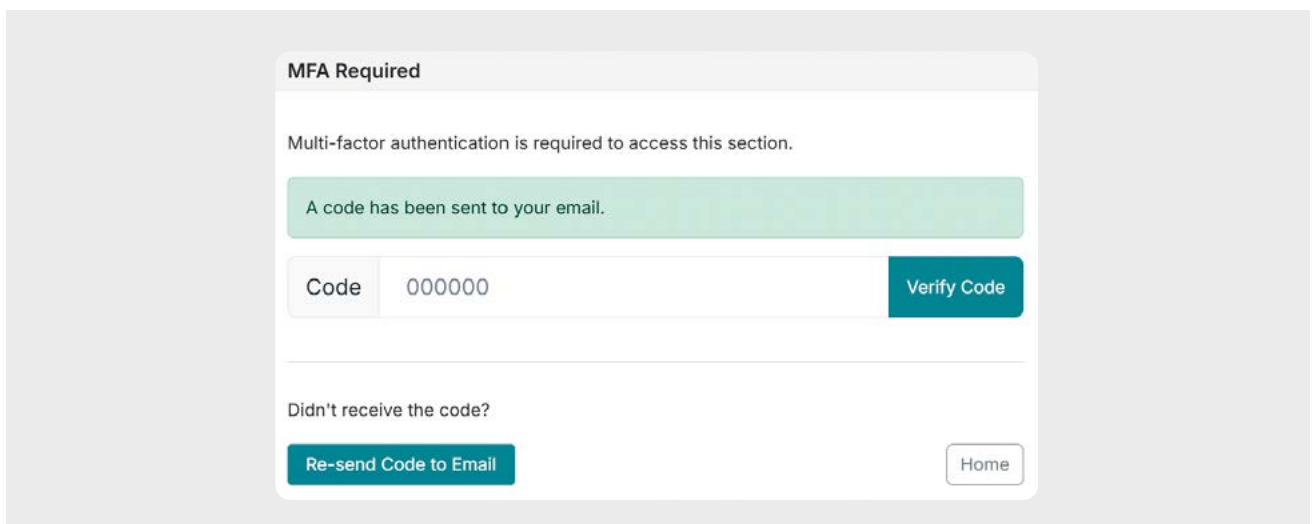 MFA Required
Multi-factor authentication is required to access this section.
A code has been sent to your email.
Code 000000 Verify Code
Didn't receive the code?
Re-send Code to Email Home